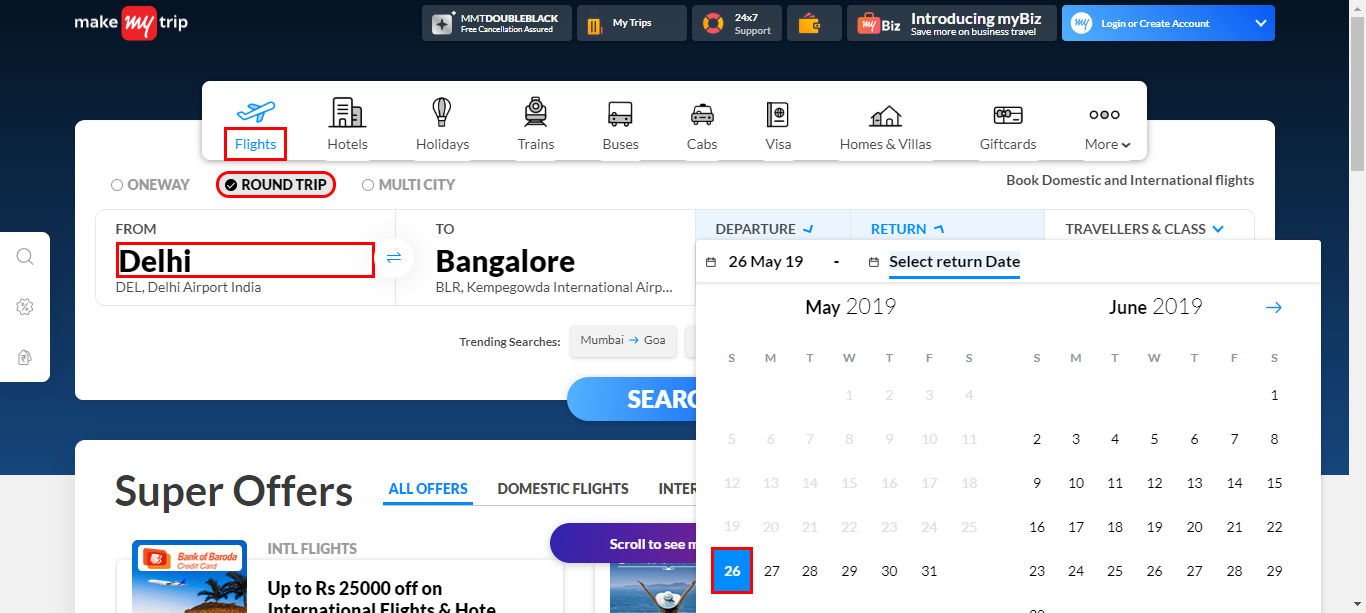 make my trip
MMTDOUBLEBLACK
Free Cancellation Assured
My Trips
24x7
Support
my Biz
Introducing myBiz
Save more on business travel
my
Login or Create Account
Flights
Hotels
Holidays
Trains
Buses
Cabs
Visa
Homes & Villas
Giftcards
More
ONEWAY
ROUND TRIP
MULTI CITY
Book Domestic and International flights
FROM
Delhi
DEL, Delhi Airport India
TO
Bangalore
BLR, Kempegowda International Airp...
DEPARTURE
RETURN
TRAVELLERS & CLASS
26 May 19 - Select return Date
Trending Searches:
Mumbai → Goa
SEARC
May 2019
S M T W T F S
1 2 3 4
5 6 7 8 9 10 11
12 13 14 15 16 17 18
19 20 21 22 23 24 25
26 27 28 29 30 31
June 2019 →
S M T W T F S
1
2 3 4 5 6 7 8
9 10 11 12 13 14 15
16 17 18 19 20 21 22
23 24 25 26 27 28 29
Super Offers
ALL OFFERS
DOMESTIC FLIGHTS
INTER
Scroll to see m
Bank of Baroda
Credit Card
INTL FLIGHTS
Up to Rs 25000 off on
International Flights & Hote